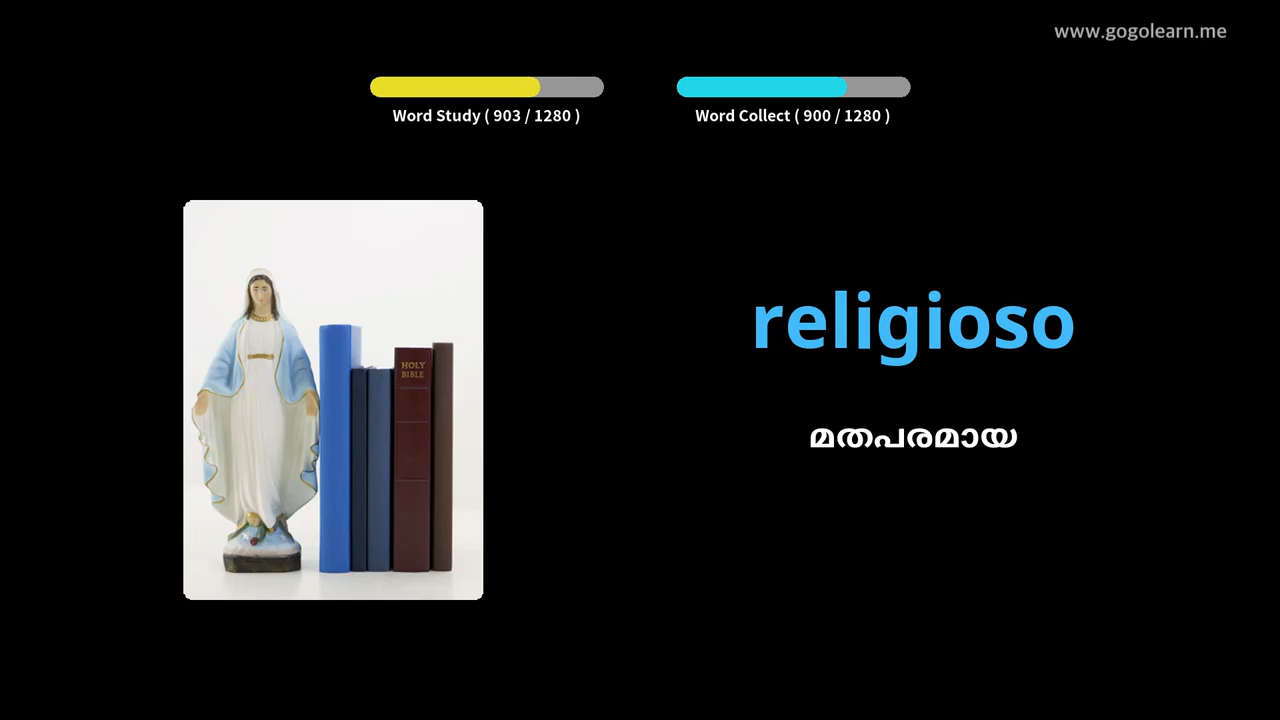 www.gogolearn.me
Word Study ( 903 / 1280 )
Word Collect ( 900 / 1280 )
HOLY
BIBLE
religioso
മതപരമായ